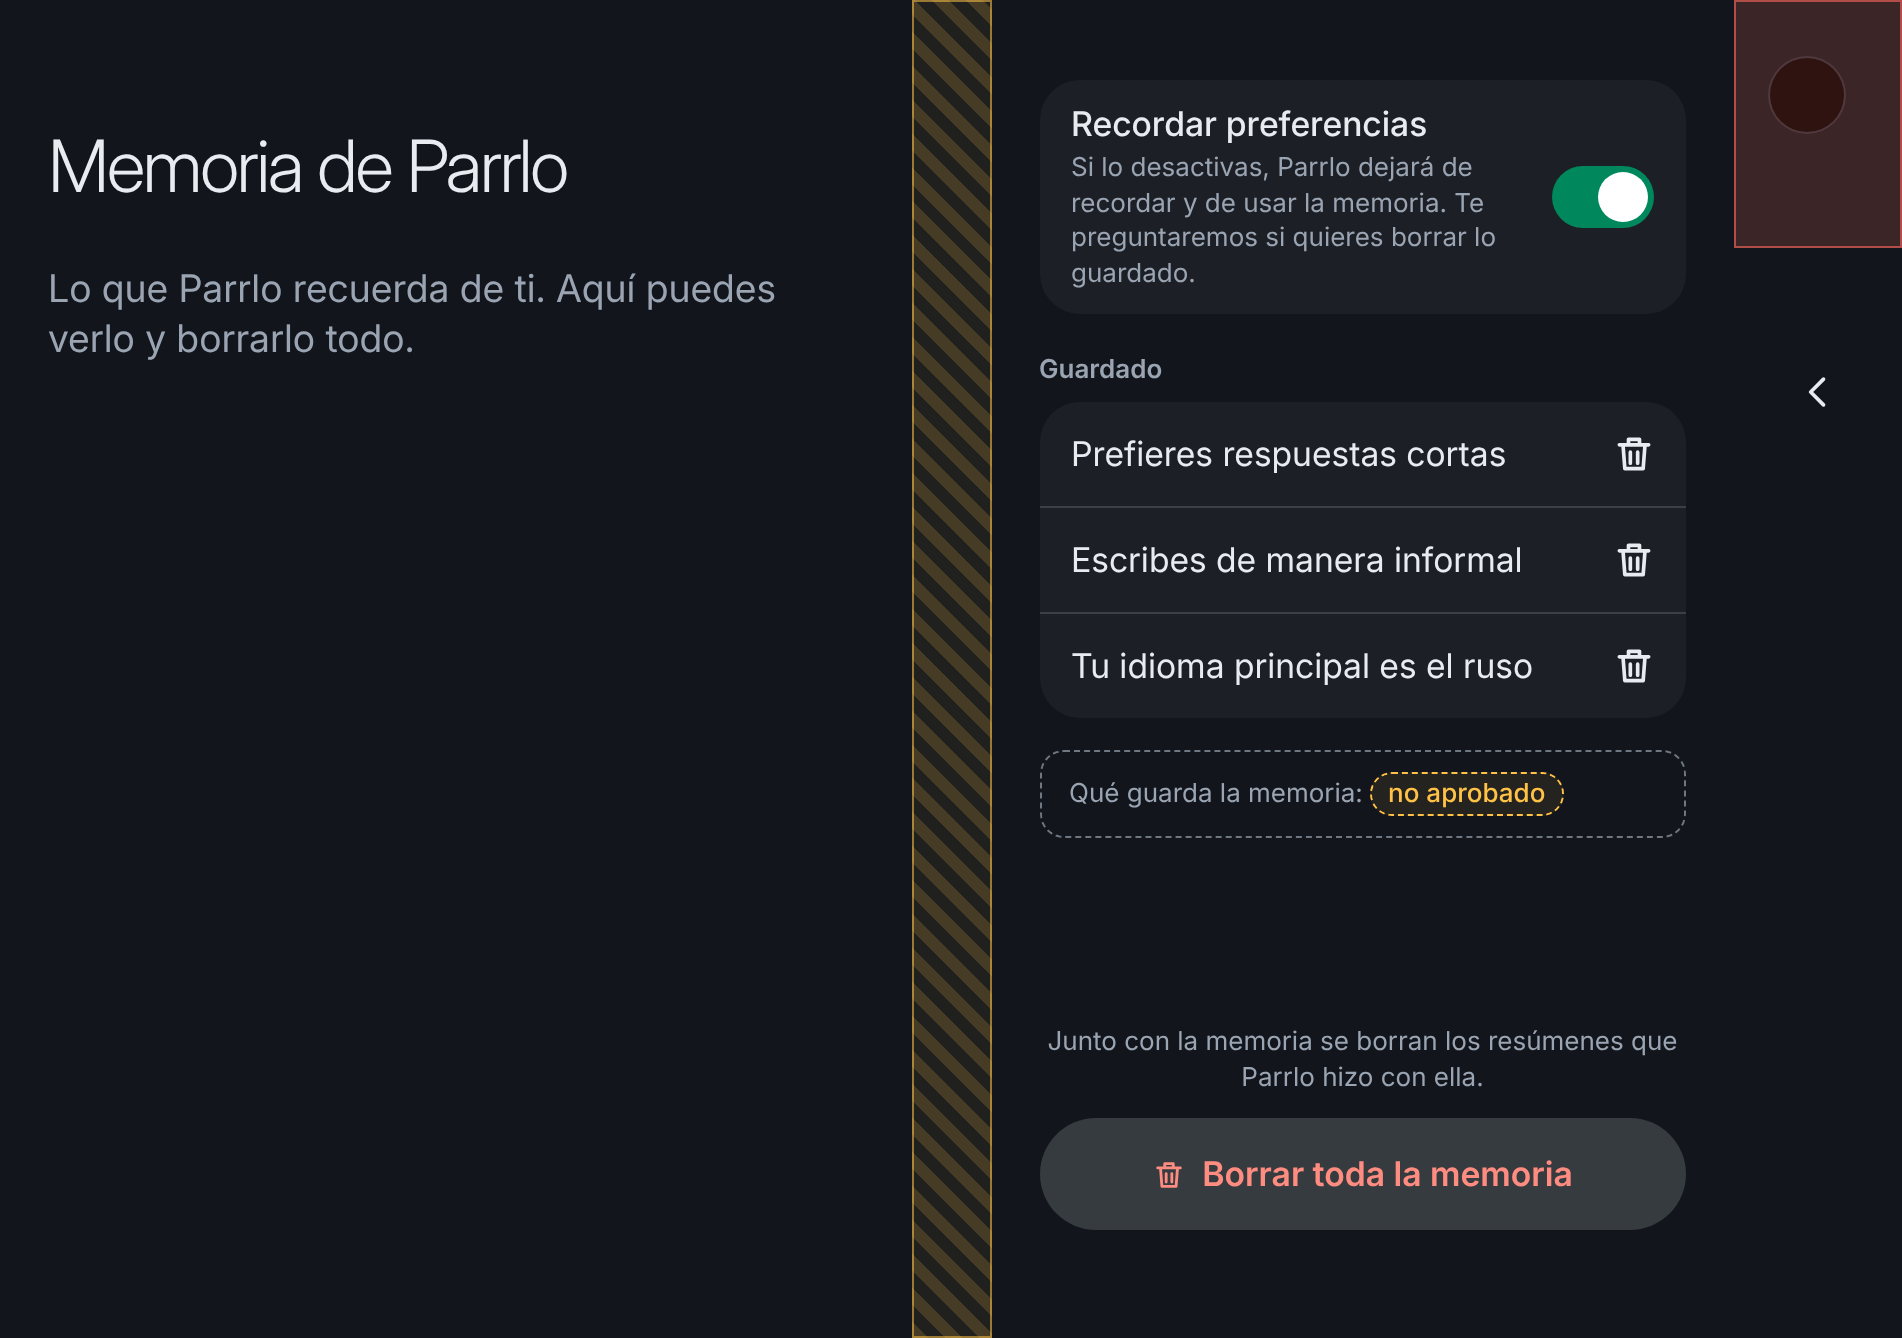 Memoria de Parrlo
Lo que Parrlo recuerda de ti. Aquí puedes
verlo y borrarlo todo.
Recordar preferencias
Si lo desactivas, Parrlo dejará de
recordar y de usar la memoria. Te
preguntaremos si quieres borrar lo
guardado.
Guardado
Prefieres respuestas cortas
Escribes de manera informal
Tu idioma principal es el ruso
Qué guarda la memoria: no aprobado
Junto con la memoria se borran los resúmenes que
Parrlo hizo con ella.
Borrar toda la memoria